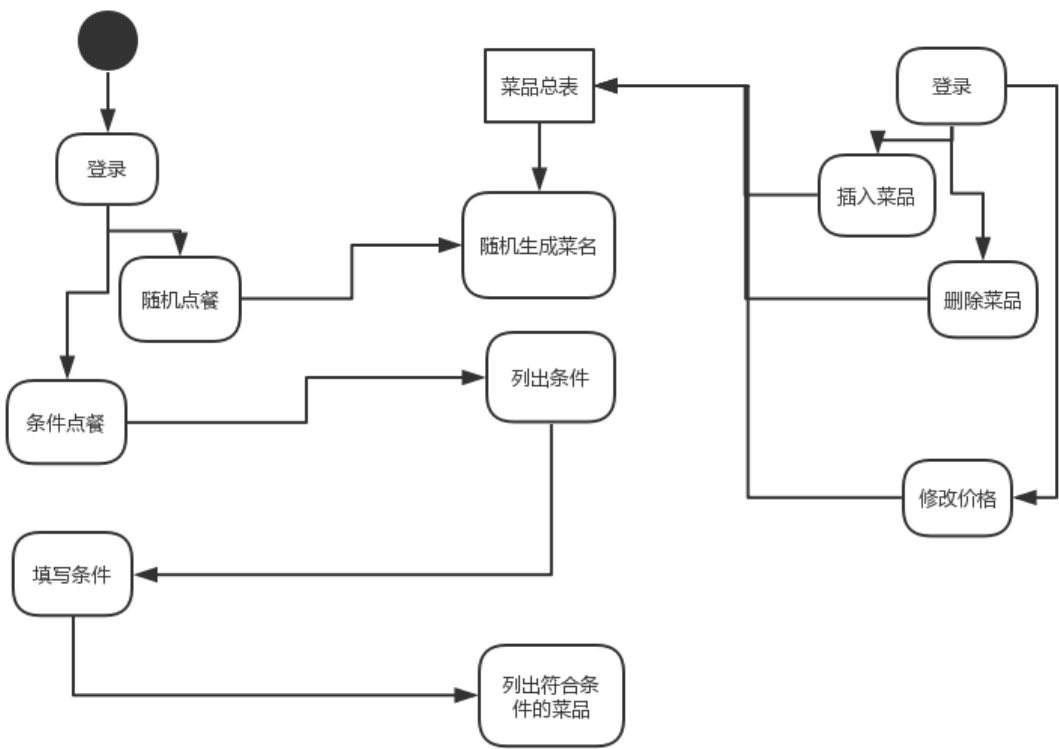 菜品总表
登录
登录
插入菜品
随机生成菜名
随机点餐
删除菜品
列出条件
条件点餐
修改价格
填写条件
列出符合条
件的菜品